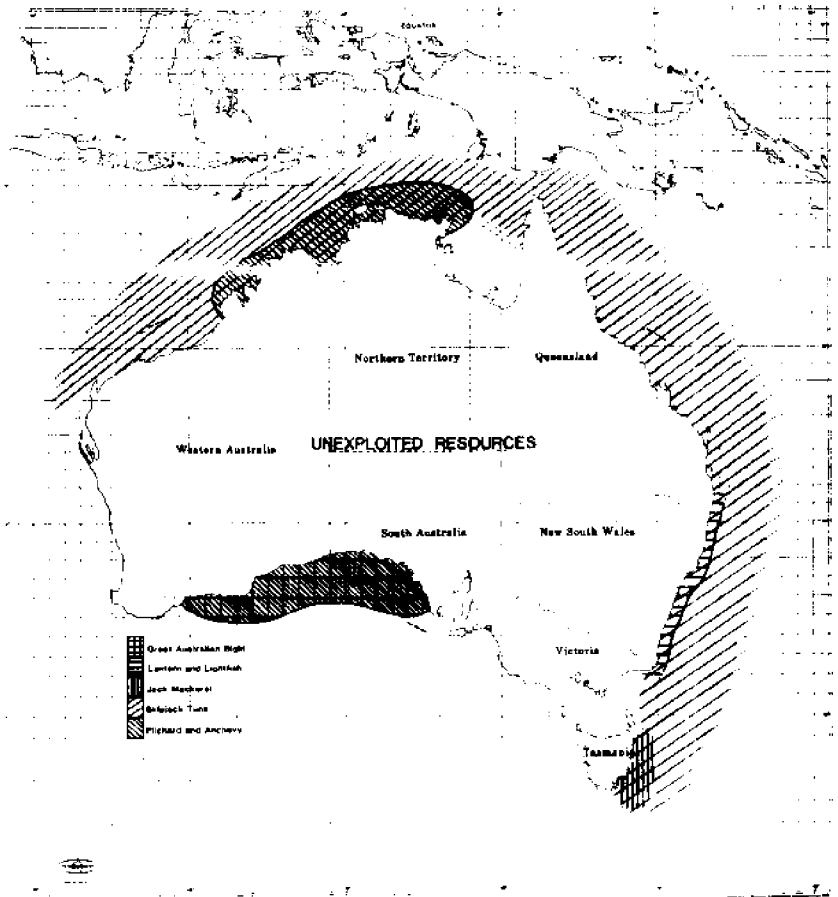 EQUATOR
Northern Territory
Queensland
Western Australia
UNEXPLOITED RESOURCES
South Australia
New South Wales
Victoria
Great Australian Bight
Lantern and Lightfish
Jack Mackerel
Skipjack Tuna
Pilchard and Anchovy
Tasmania